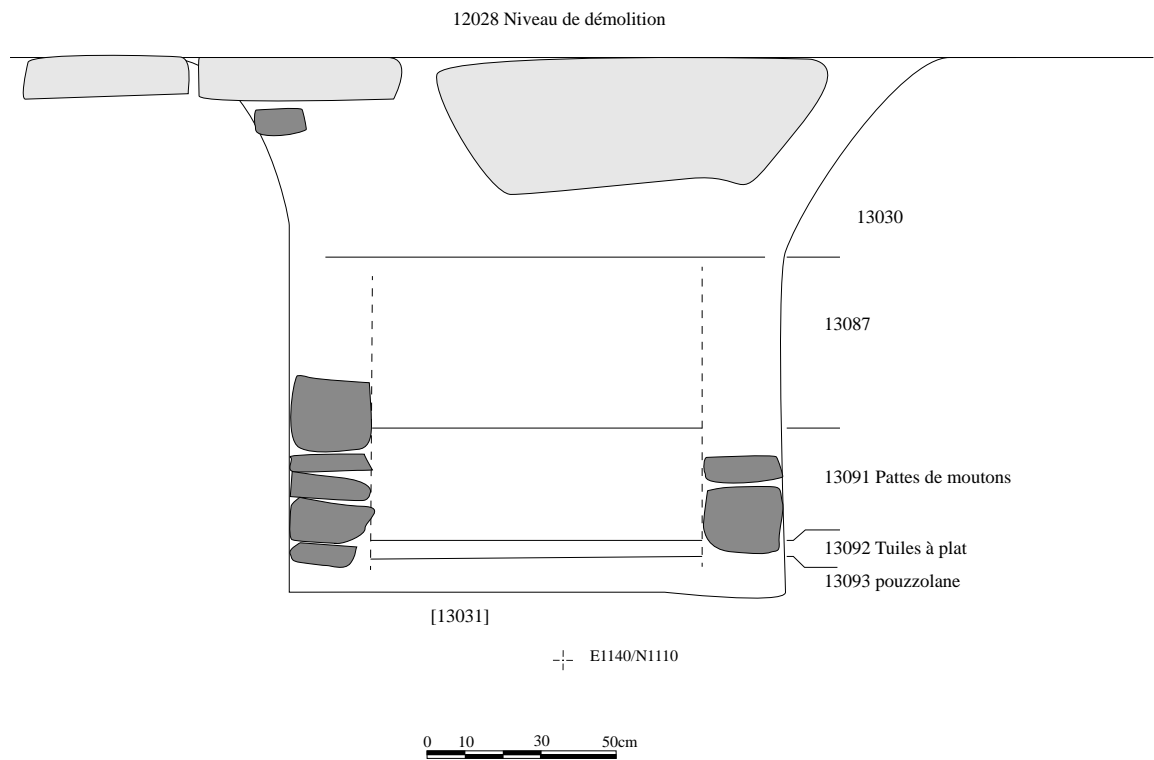 12028 Niveau de démolition
13030
13087
13091 Pattes de moutons
13092 Tuiles à plat
13093 pouzzolane
[13031]
E1140/N1110
0 10 30 50cm